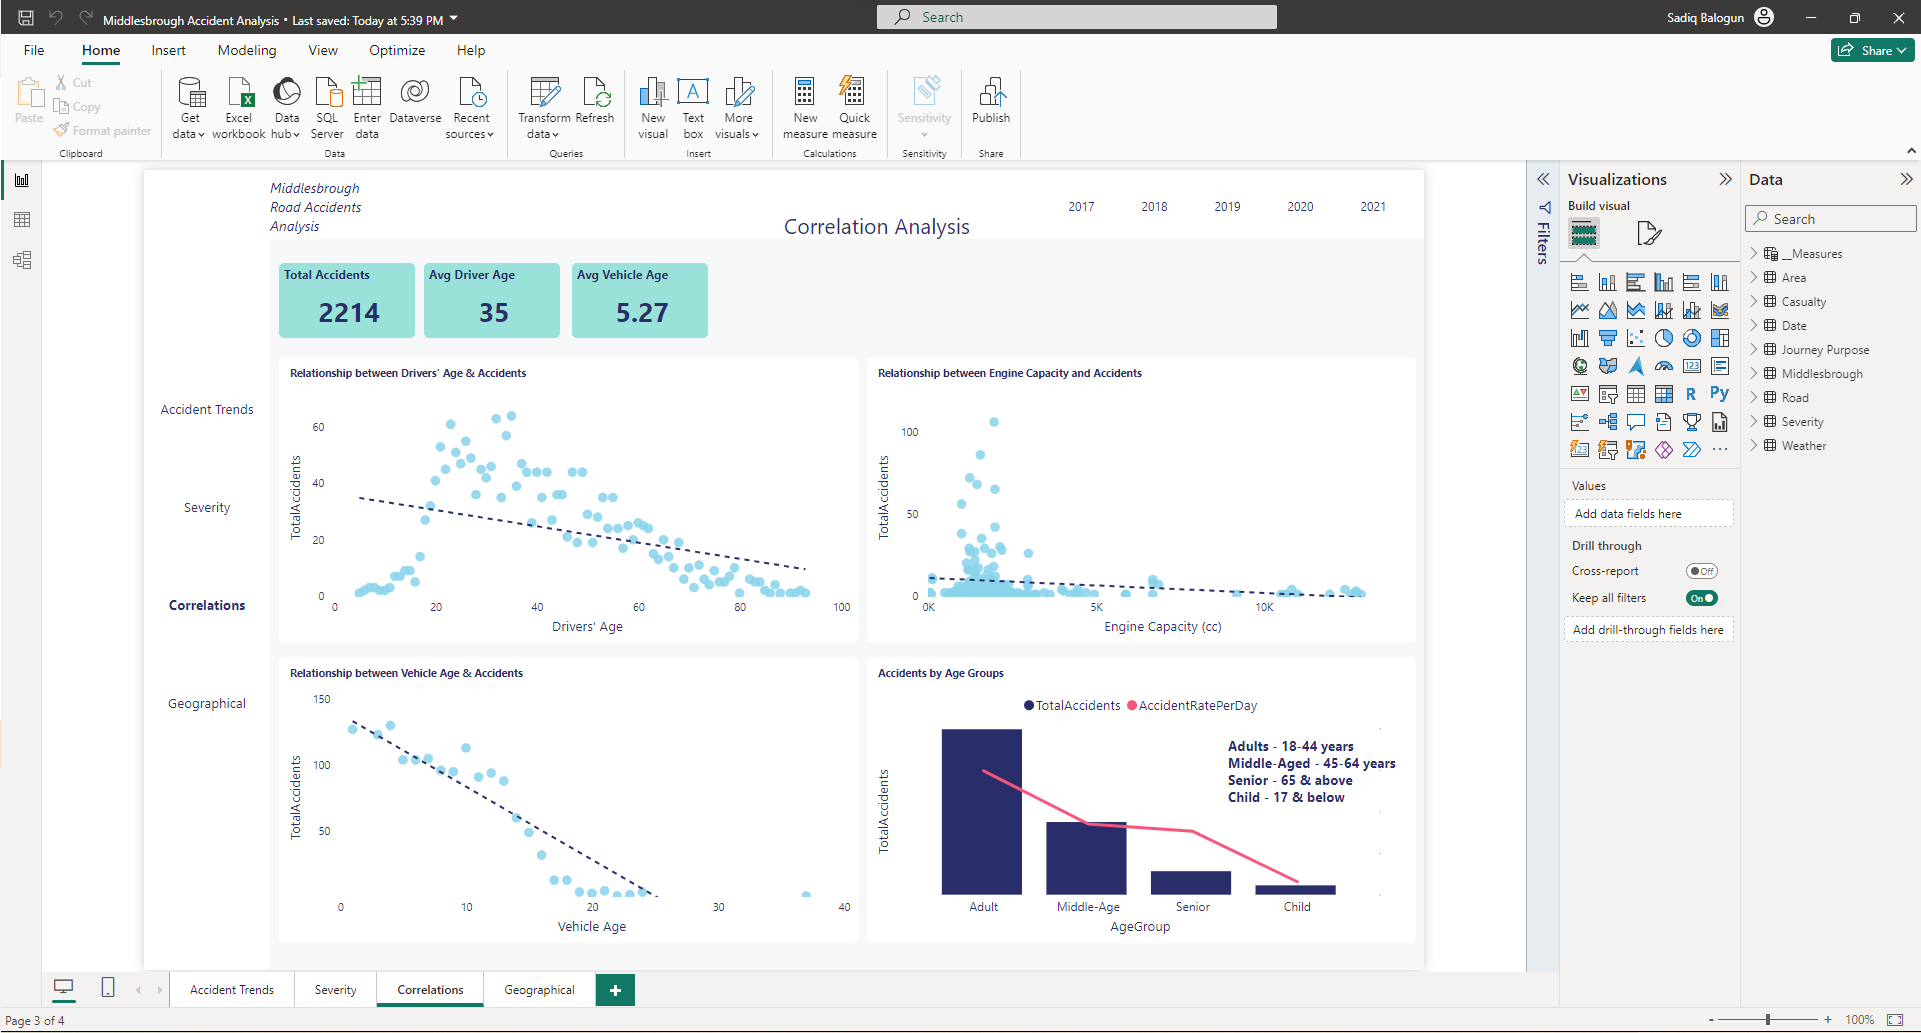 Middlesbrough Accident Analysis • Last saved: Today at 5:39 PM
Search
Sadiq Balogun
File
Home
Insert
Modeling
View
Optimize
Help
Share
Paste
Cut
Copy
Format painter
Clipboard
Get data
Excel workbook
Data hub
SQL Server
Enter data
Dataverse
Recent sources
Data
Transform data
Refresh
Queries
New visual
Text box
More visuals
Insert
New measure
Quick measure
Calculations
Sensitivity
Sensitivity
Publish
Share
Middlesbrough
Road Accidents
Analysis
Correlation Analysis
2017 2018 2019 2020 2021
Total Accidents
2214
Avg Driver Age
35
Avg Vehicle Age
5.27
Accident Trends
Severity
Correlations
Geographical
Relationship between Drivers' Age & Accidents
TotalAccidents
60
40
20
0
0 20 40 60 80 100
Drivers' Age
Relationship between Engine Capacity and Accidents
TotalAccidents
100
50
0
0K 5K 10K
Engine Capacity (cc)
Relationship between Vehicle Age & Accidents
TotalAccidents
150
100
50
0 10 20 30 40
Vehicle Age
Accidents by Age Groups
TotalAccidents AccidentRatePerDay
Adults - 18-44 years
Middle-Aged - 45-64 years
Senior - 65 & above
Child - 17 & below
TotalAccidents
Adult Middle-Age Senior Child
AgeGroup
Filters
Visualizations
Build visual
R
Py
123
123
Values
Add data fields here
Drill through
Cross-report
Off
Keep all filters
On
Add drill-through fields here
Data
Search
__Measures
Area
Casualty
Date
Journey Purpose
Middlesbrough
Road
Severity
Weather
Accident Trends
Severity
Correlations
Geographical
+
Page 3 of 4
- + 100%